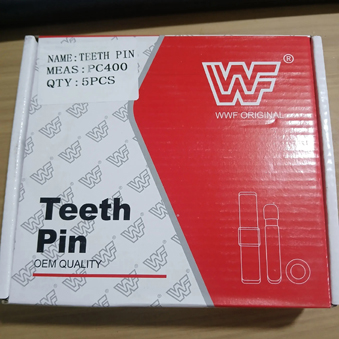 NAME:TEETH PIN
MEAS:PC400
QTY:5PCS
WF®
WWF ORIGINAL
Teeth
Pin
OEM QUALITY